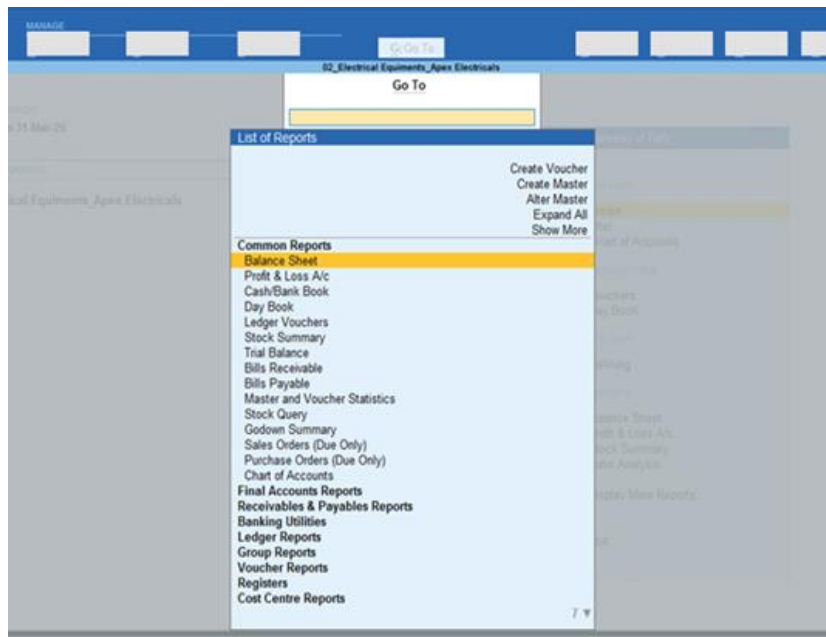 MANAGE
G: Go To
02_Electrical Equiments_Apex Electricals
Go To
List of Reports
Create Voucher
Create Master
Alter Master
Expand All
Show More
Common Reports
Balance Sheet
Profit & Loss A/c
Cash/Bank Book
Day Book
Ledger Vouchers
Stock Summary
Trial Balance
Bills Receivable
Bills Payable
Master and Voucher Statistics
Stock Query
Godown Summary
Sales Orders (Due Only)
Purchase Orders (Due Only)
Chart of Accounts
Final Accounts Reports
Receivables & Payables Reports
Banking Utilities
Ledger Reports
Group Reports
Voucher Reports
Registers
Cost Centre Reports
7 ▼